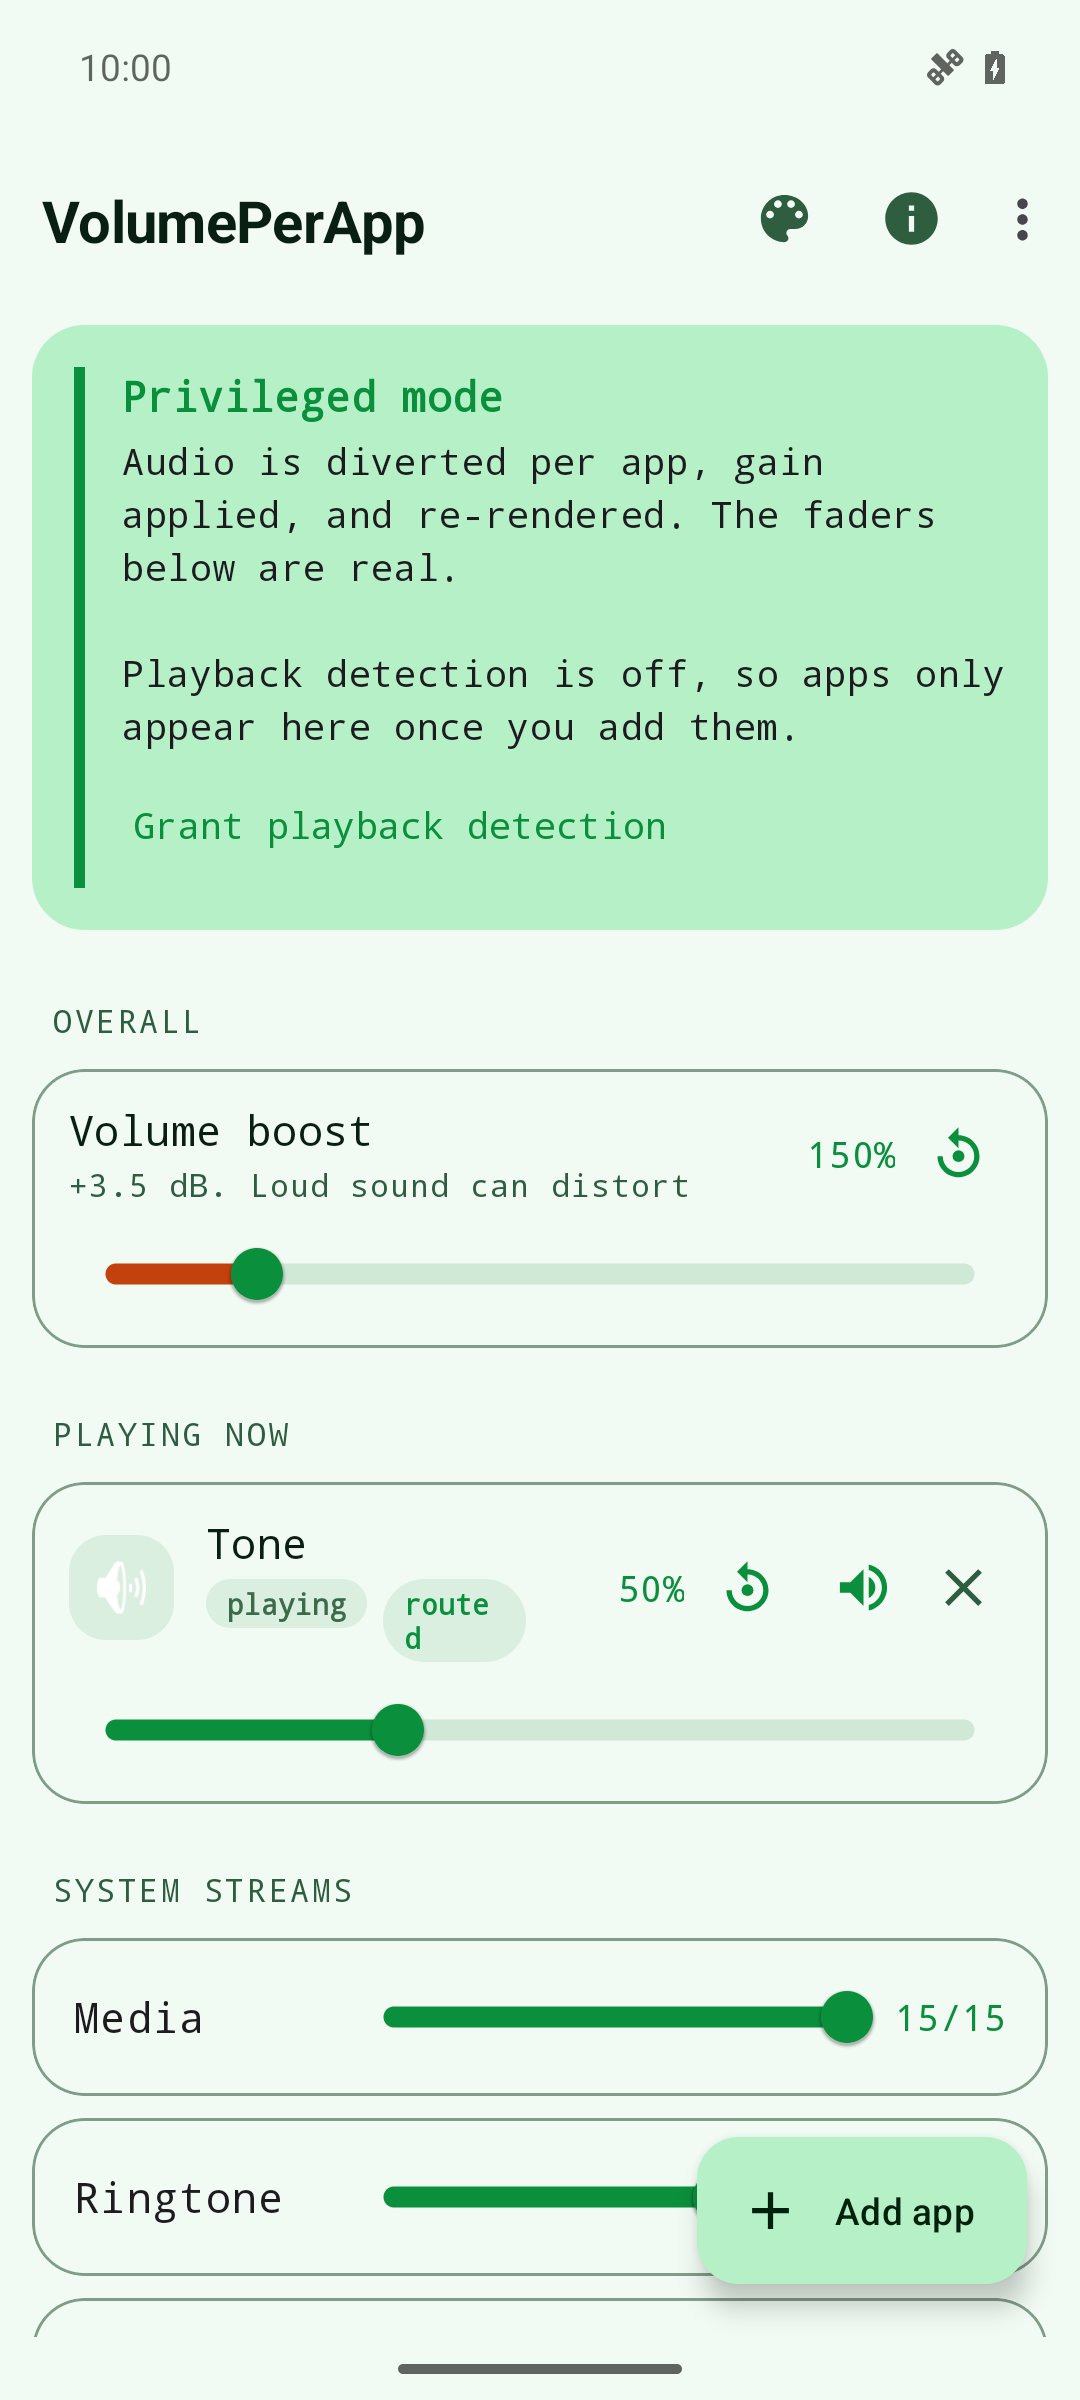 10:00
VolumePerApp
Privileged mode
Audio is diverted per app, gain
applied, and re-rendered. The faders
below are real.
Playback detection is off, so apps only
appear here once you add them.
Grant playback detection
OVERALL
Volume boost
150%
+3.5 dB. Loud sound can distort
PLAYING NOW
Tone
playing
route
d
50%
SYSTEM STREAMS
Media
15/15
Ringtone
Add app